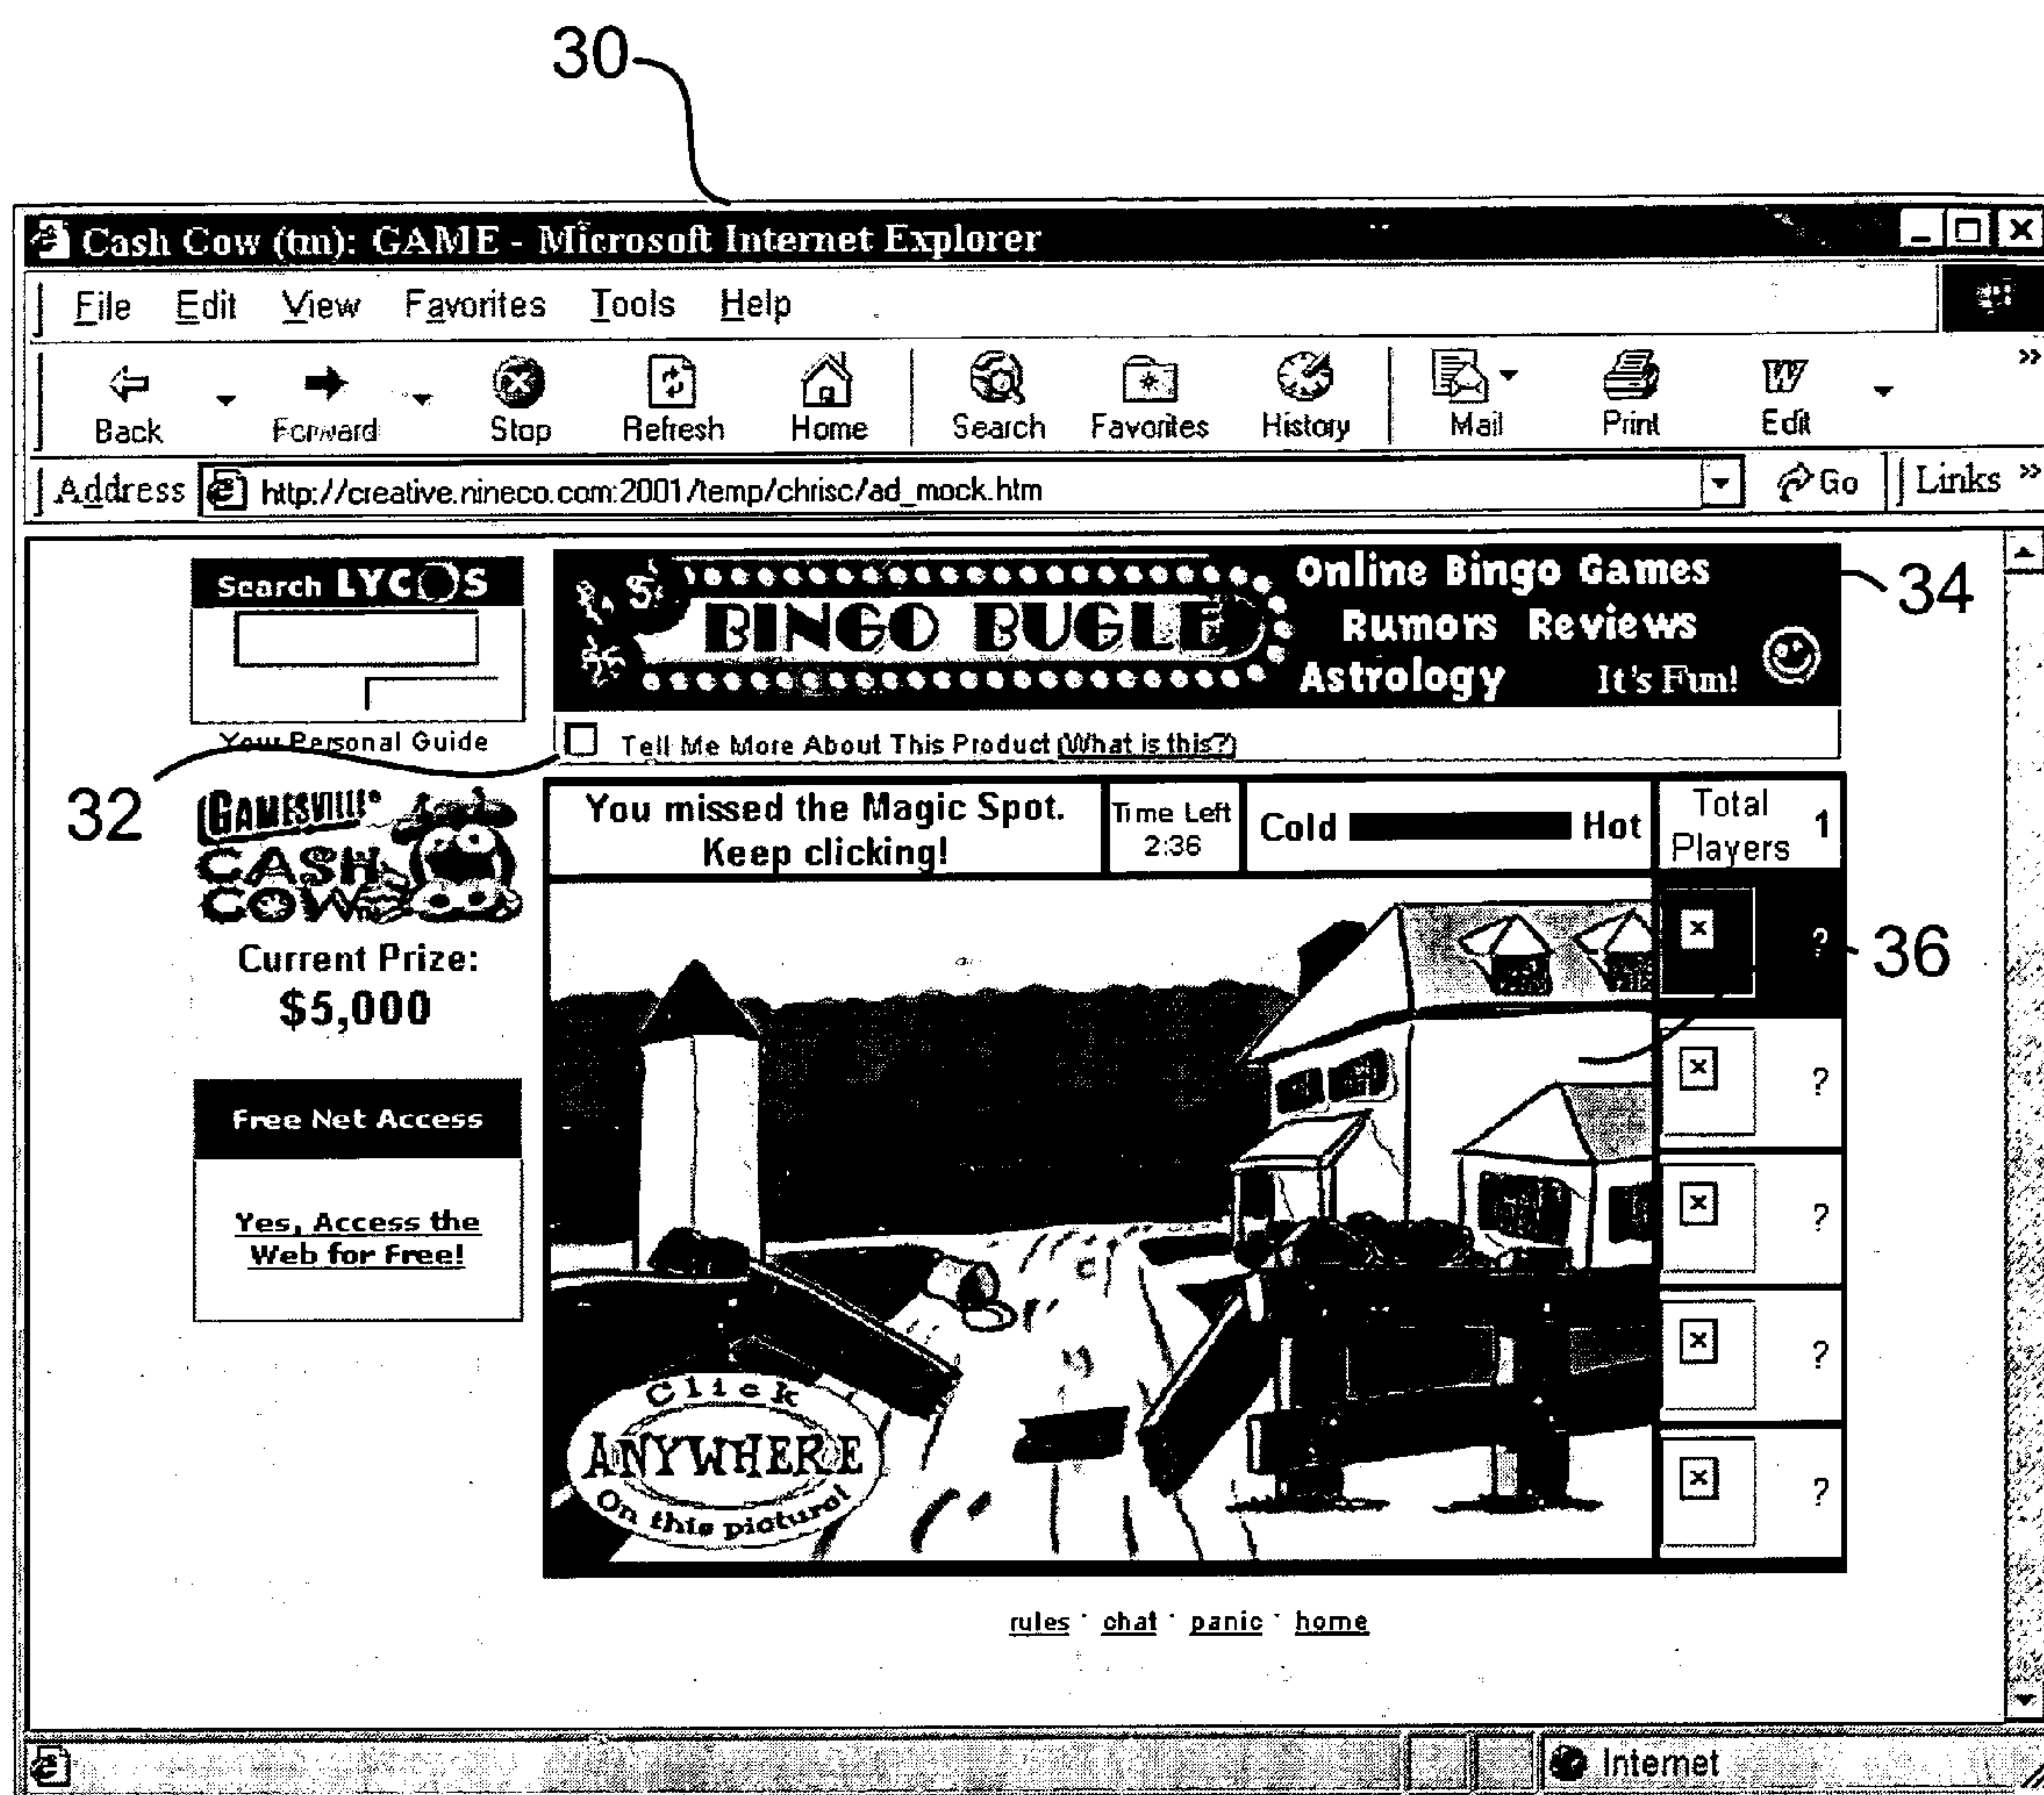 30
Cash Cow (tm): GAME - Microsoft Internet Explorer
File Edit View Favorites Tools Help
Back Forward Stop Refresh Home Search Favorites History Mail Print Edit »
Address http://creative.nineco.com:2001/temp/chrisc/ad_mock.htm Go Links »
Search LYCOS
Your Personal Guide
BINGO BUGLE
Online Bingo Games
Rumors Reviews
Astrology It's Fun!
34
Tell Me More About This Product (What is this?)
32
GAMESVILLE
CASH
COW
Current Prize:
$5,000
Free Net Access
Yes, Access the
Web for Free!
You missed the Magic Spot.
Keep clicking!
Time Left
2:36
Cold Hot
Total
Players 1
?
36
?
?
?
?
Click
ANYWHERE
On this picture!
rules · chat · panic · home
Internet